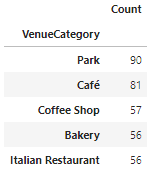 Count
VenueCategory
Park 90
Café 81
Coffee Shop 57
Bakery 56
Italian Restaurant 56